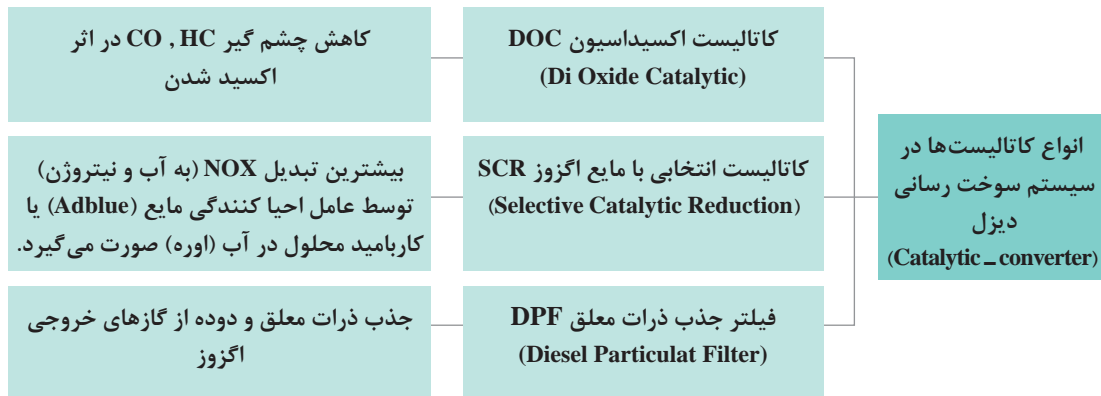 انواع کاتالیست‌ها در
سیستم سوخت رسانی
دیزل
(Catalytic – converter)
کاتالیست اکسیداسیون DOC
(Di Oxide Catalytic)
کاهش چشم گیر CO , HC در اثر
اکسید شدن
کاتالیست انتخابی با مایع اگزوز SCR
(Selective Catalytic Reduction)
بیشترین تبدیل NOX (به آب و نیتروژن)
توسط عامل احیا کنندگی مایع (Adblue) یا
کاربامید محلول در آب (اوره) صورت می‌گیرد.
فیلتر جذب ذرات معلق DPF
(Diesel Particulat Filter)
جذب ذرات معلق و دوده از گازهای خروجی
اگزوز